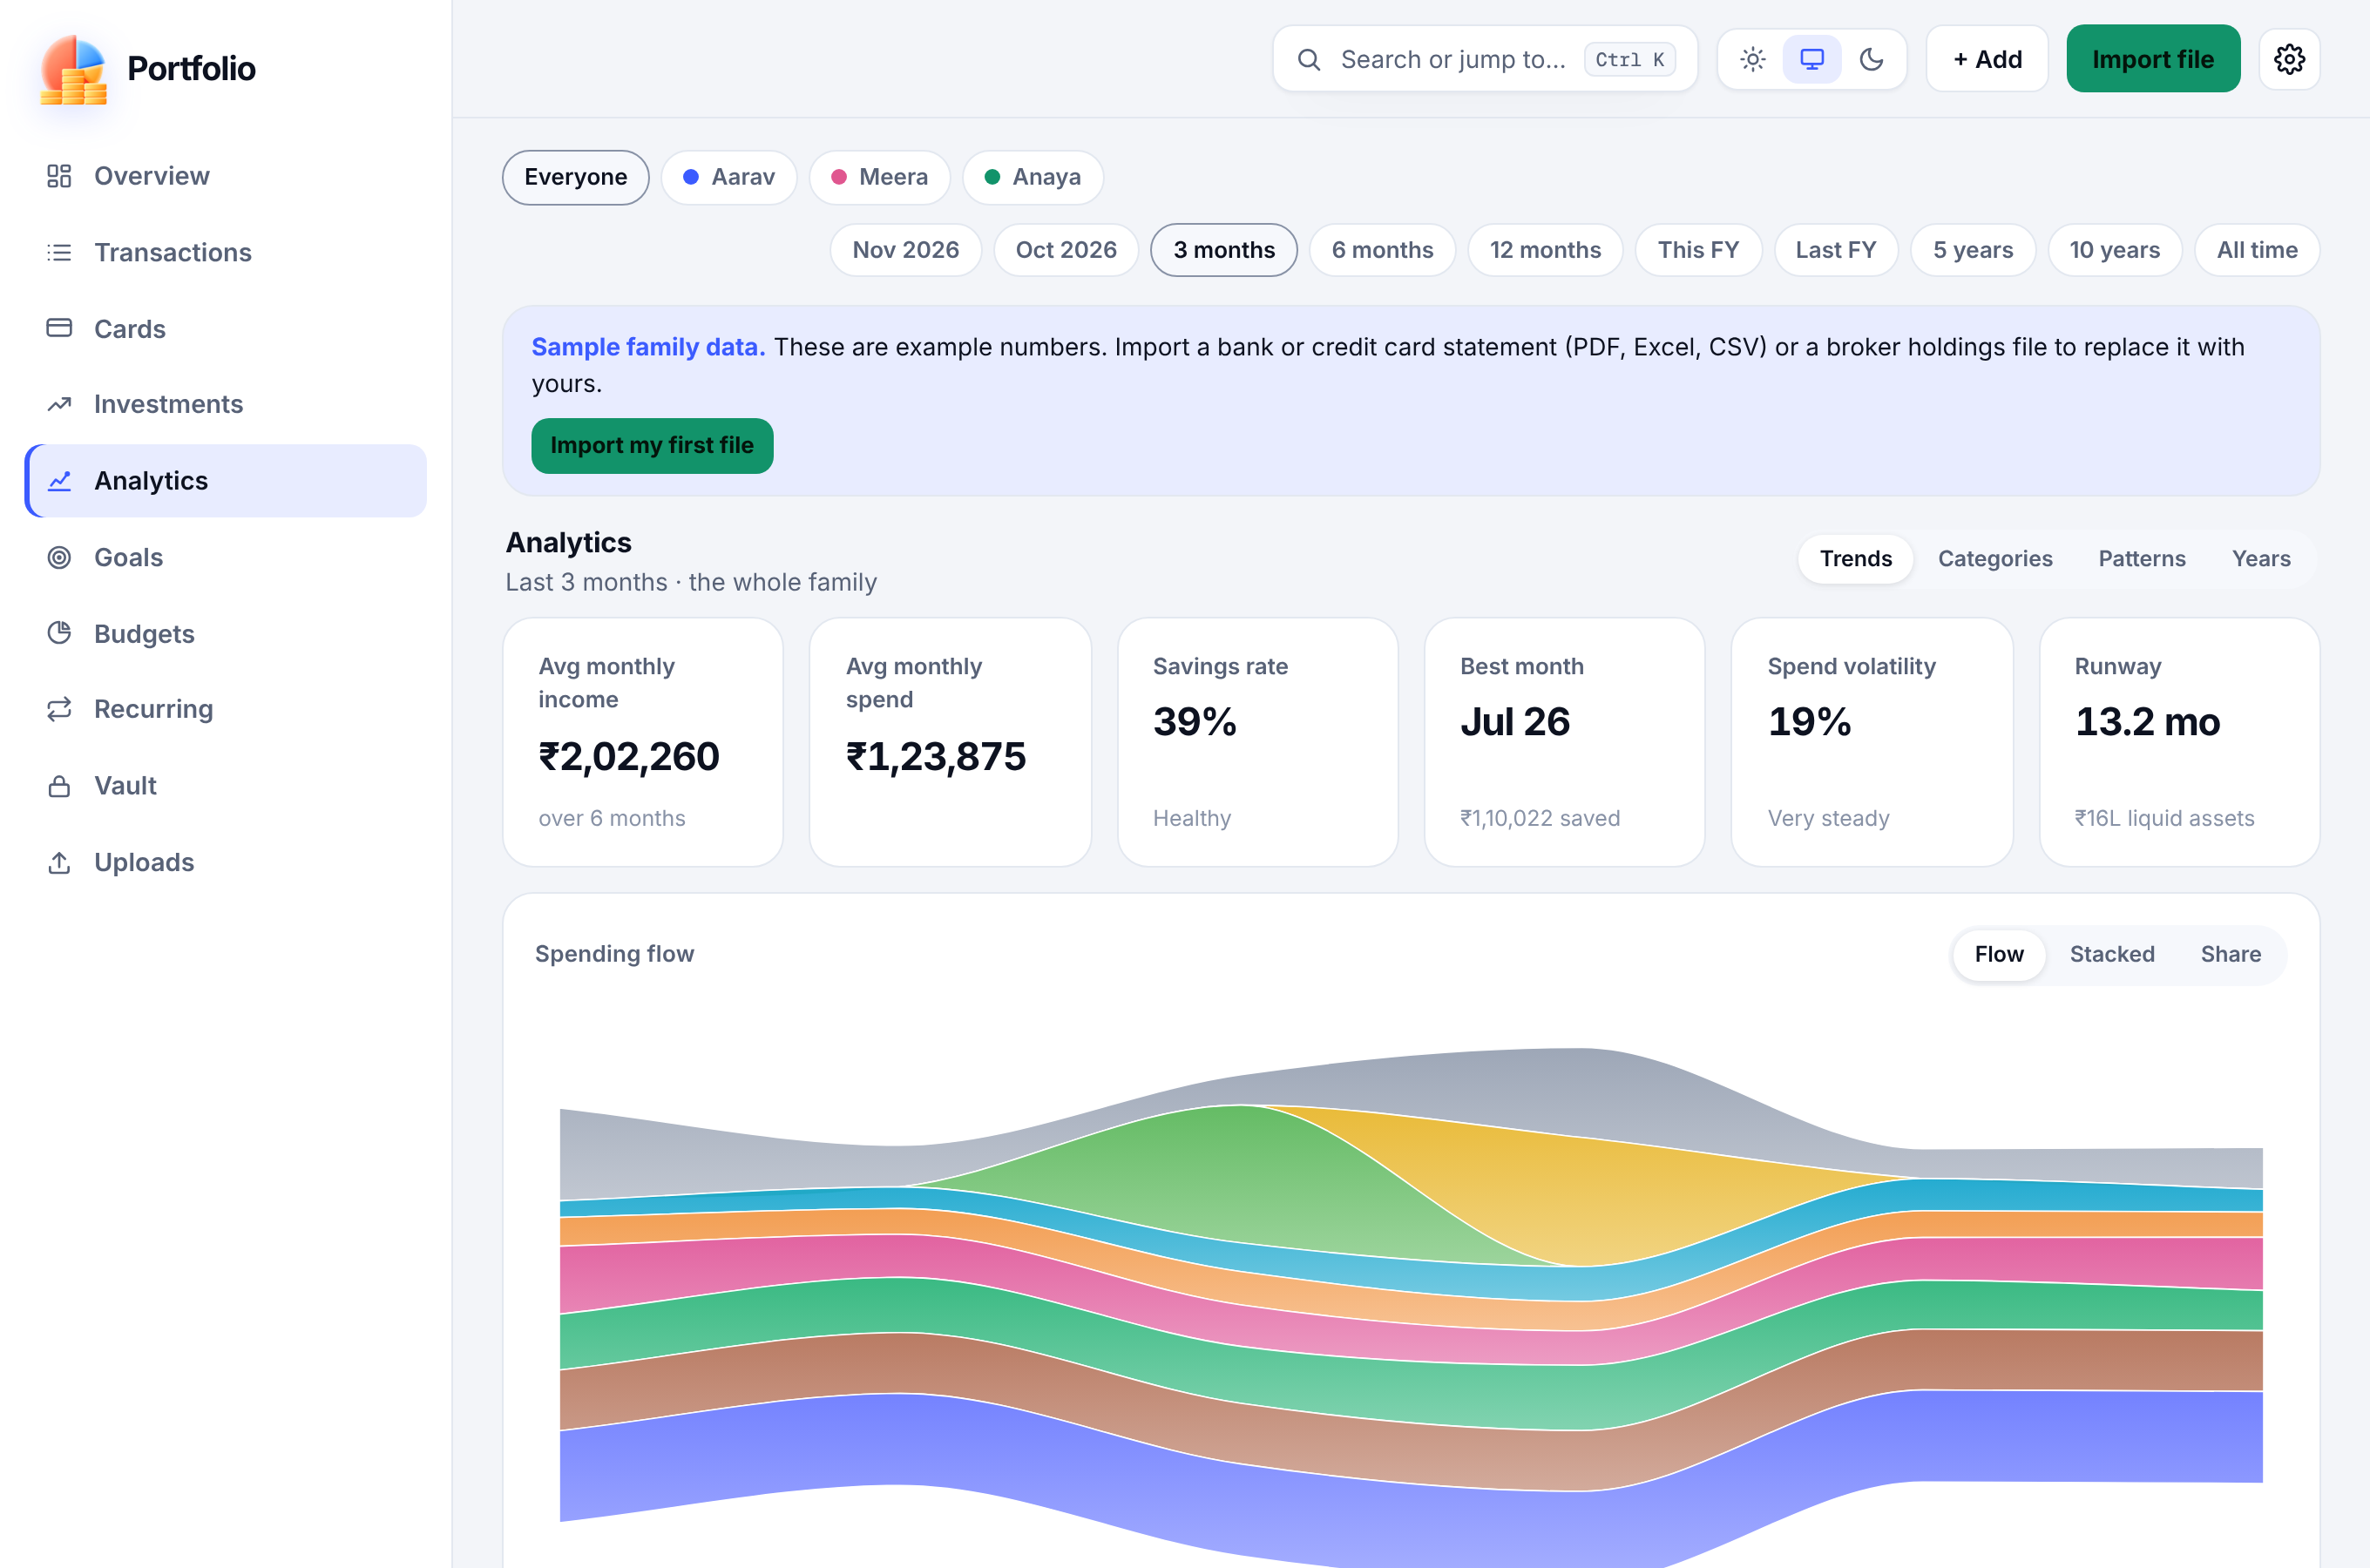 Portfolio
Search or jump to... Ctrl K
+ Add
Import file
Overview
Transactions
Cards
Investments
Analytics
Goals
Budgets
Recurring
Vault
Uploads
Everyone
Aarav
Meera
Anaya
Nov 2026
Oct 2026
3 months
6 months
12 months
This FY
Last FY
5 years
10 years
All time
Sample family data. These are example numbers. Import a bank or credit card statement (PDF, Excel, CSV) or a broker holdings file to replace it with
yours.
Import my first file
Analytics
Last 3 months · the whole family
Trends
Categories
Patterns
Years
Avg monthly
income
₹2,02,260
over 6 months
Avg monthly
spend
₹1,23,875
Savings rate
39%
Healthy
Best month
Jul 26
₹1,10,022 saved
Spend volatility
19%
Very steady
Runway
13.2 mo
₹16L liquid assets
Spending flow
Flow
Stacked
Share